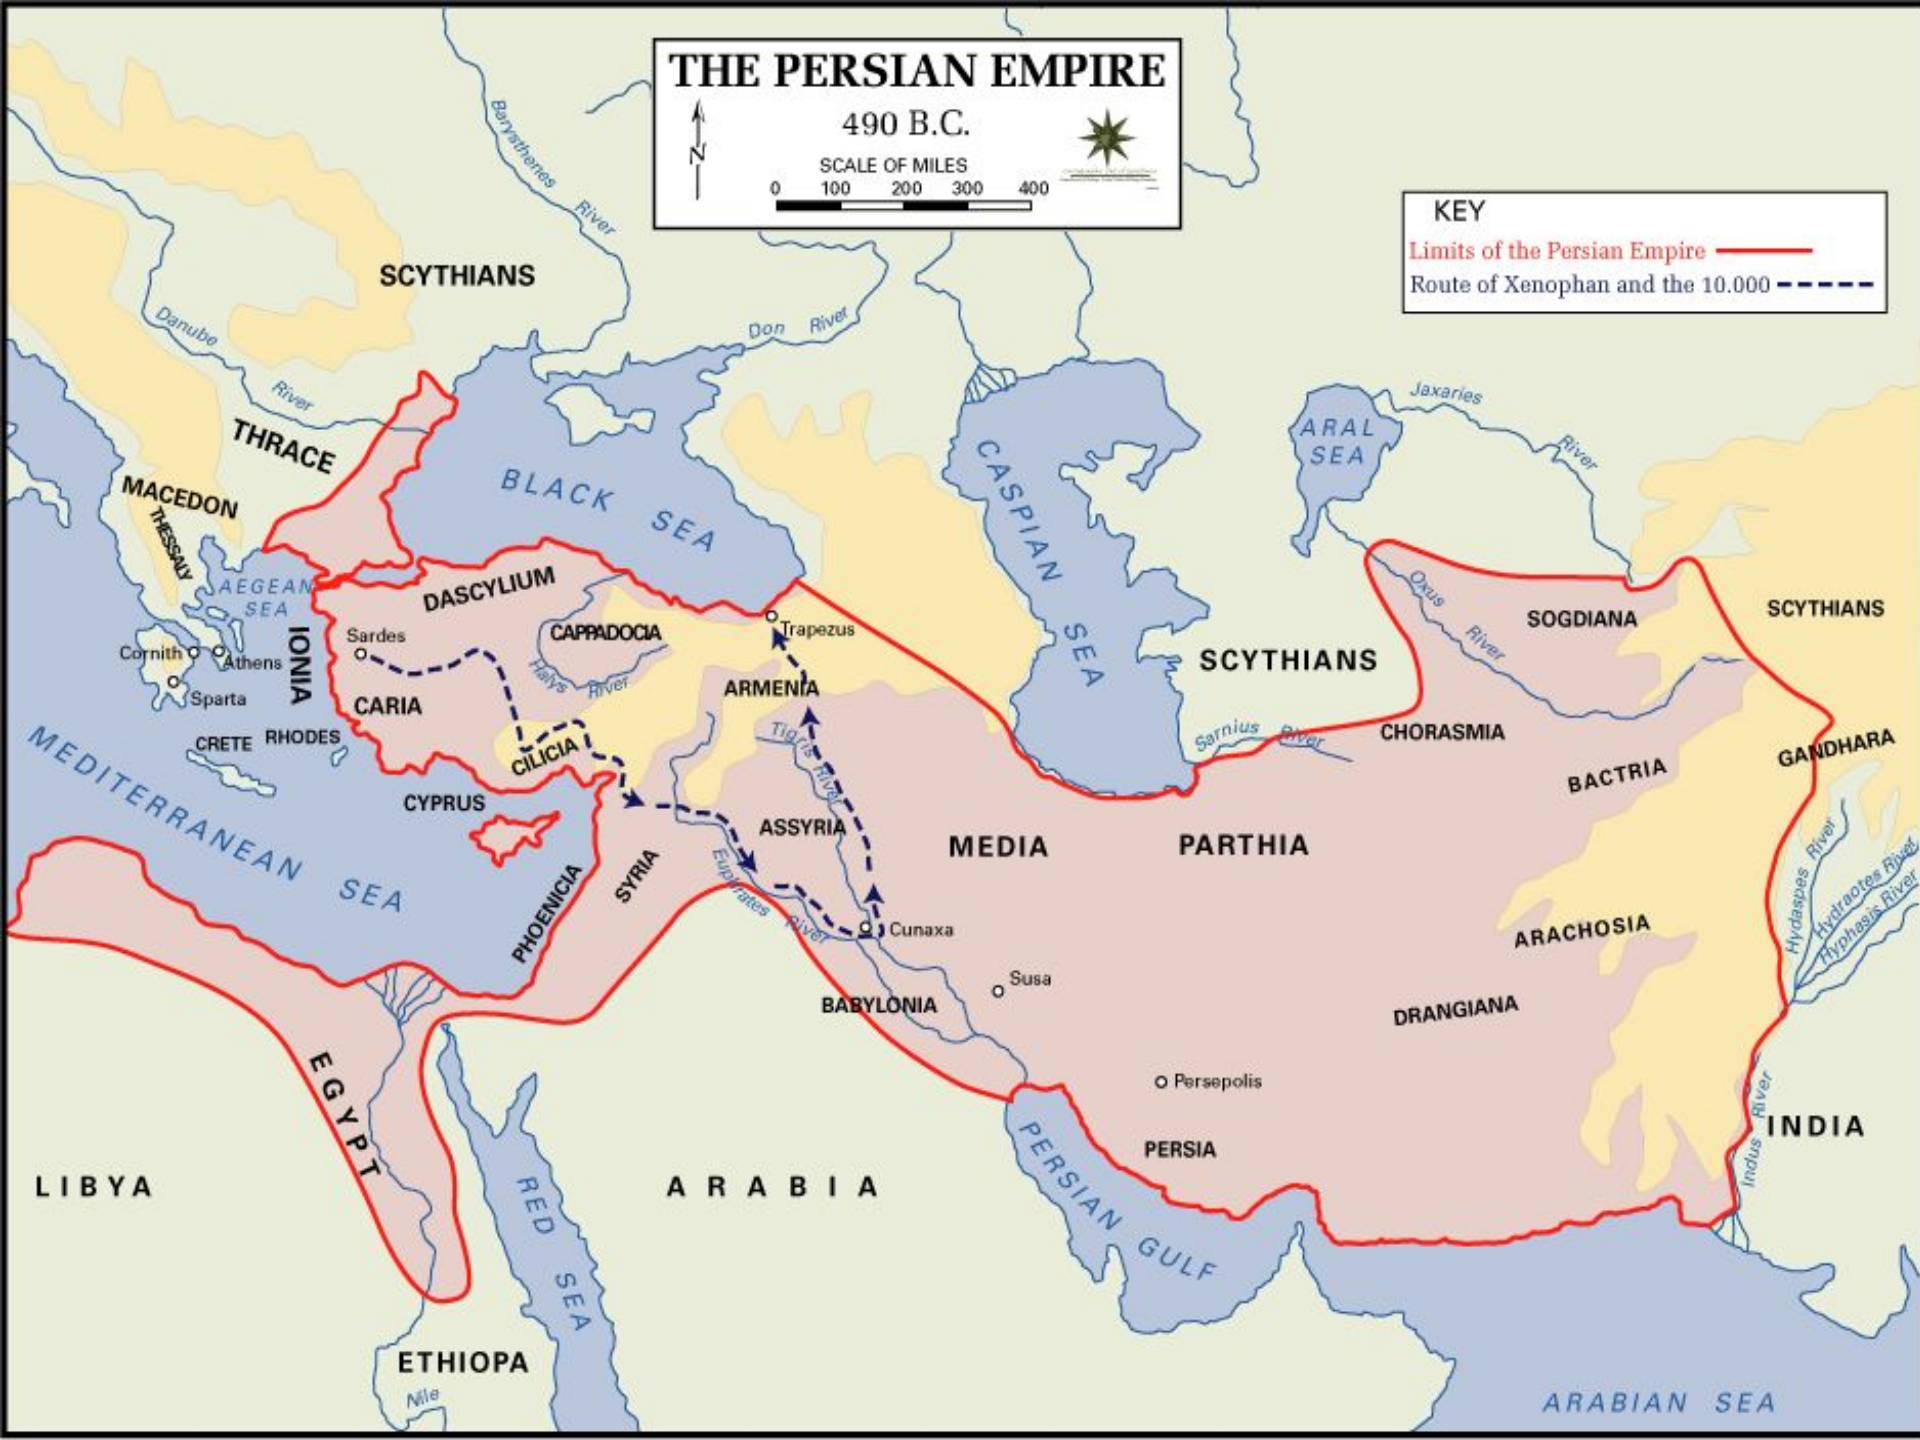 THE PERSIAN EMPIRE
490 B.C.
N
SCALE OF MILES
0 100 200 300 400
KEY
Limits of the Persian Empire
Route of Xenophan and the 10.000
Barysthenes River
SCYTHIANS
Danube River
Don River
THRACE
MACEDON
THESSALY
BLACK SEA
CASPIAN SEA
ARAL SEA
Jaxaries River
AEGEAN SEA
DASCYLIUM
CAPPADOCIA
Halys River
Trapezus
Sardes
IONIA
Cornith
Athens
Sparta
CARIA
CRETE
RHODES
CILICIA
ARMENIA
Tigris River
SCYTHIANS
Sarnius River
Oxus River
SOGDIANA
SCYTHIANS
CHORASMIA
BACTRIA
GANDHARA
MEDITERRANEAN SEA
CYPRUS
PHOENICIA
SYRIA
ASSYRIA
Euphrates River
MEDIA
PARTHIA
Cunaxa
Susa
BABYLONIA
ARACHOSIA
DRANGIANA
Hydaspes River
Hydraotes River
Hyphasis River
Persepolis
PERSIA
Indus River
INDIA
EGYPT
LIBYA
ARABIA
RED SEA
PERSIAN GULF
ETHIOPA
Nile
ARABIAN SEA